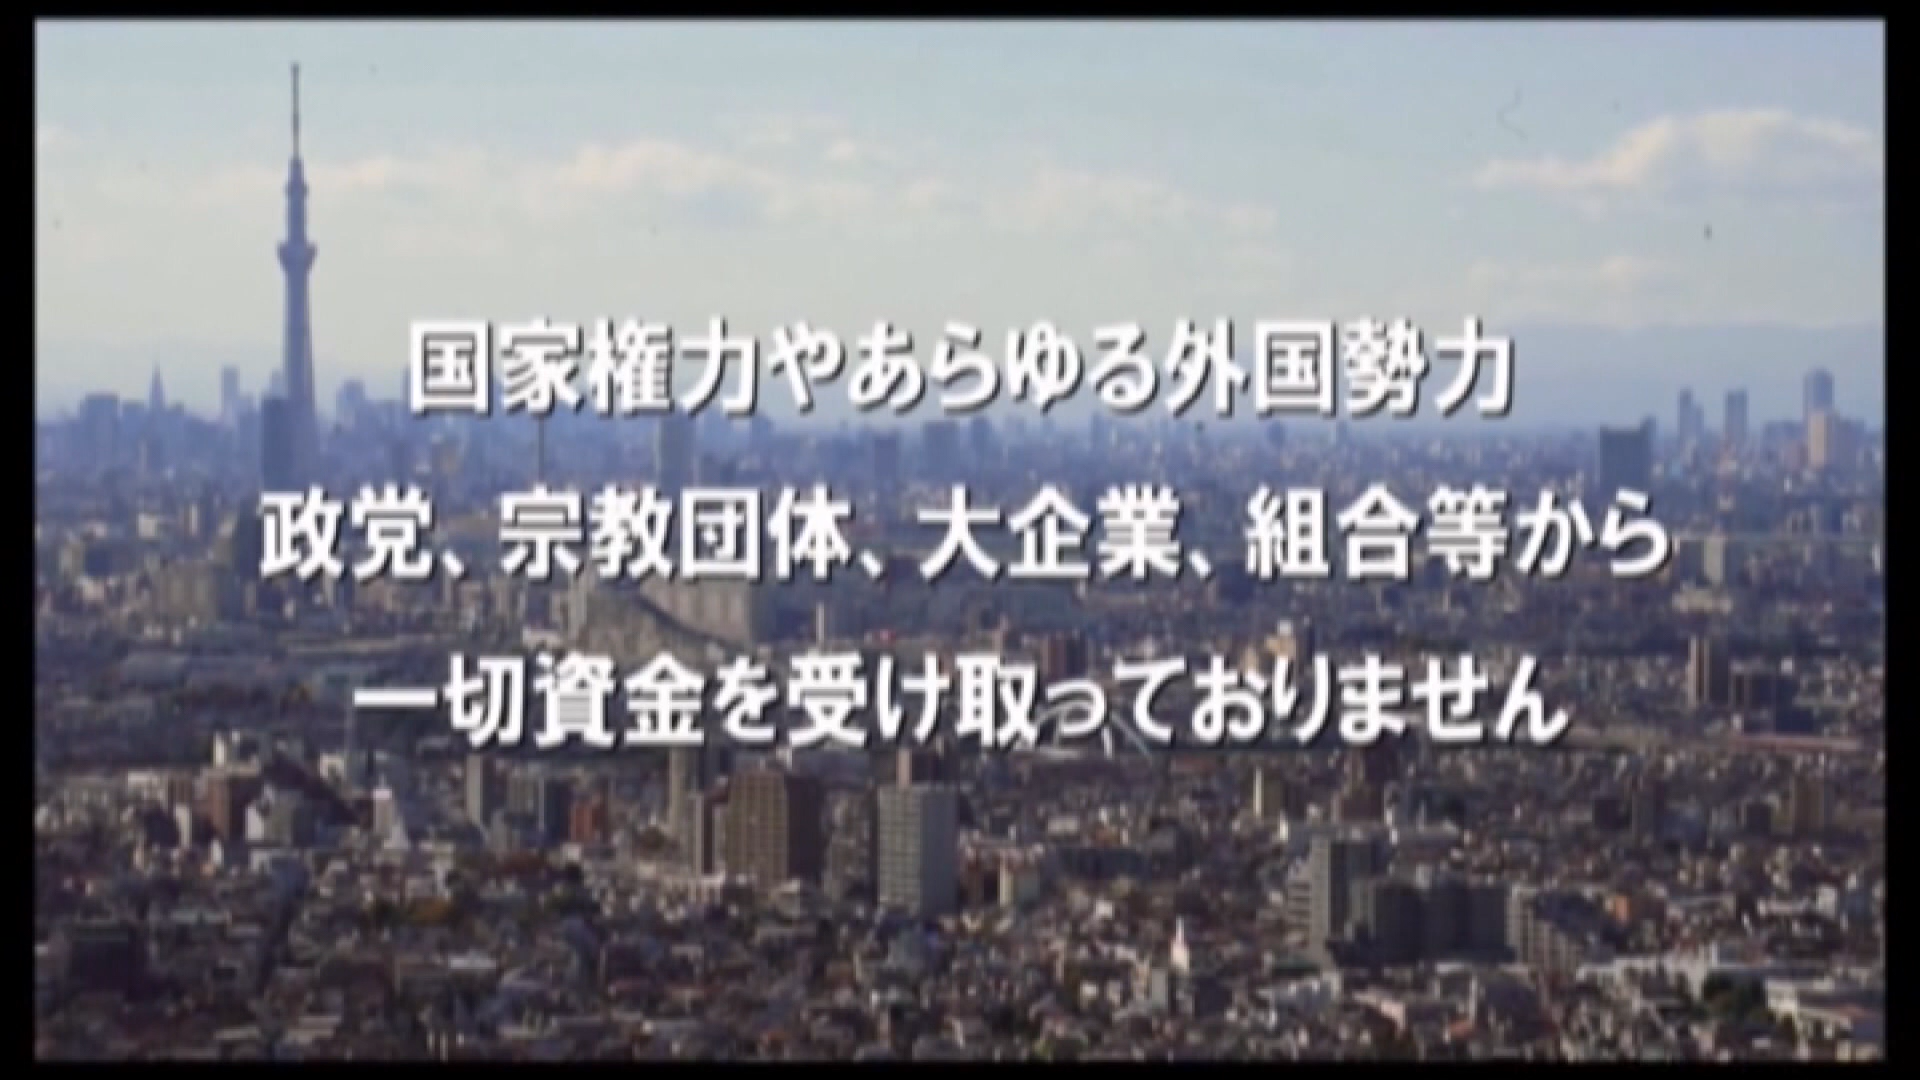 国家権力やあらゆる外国勢力
政党、宗教団体、大企業、組合等から
一切資金を受け取っておりません